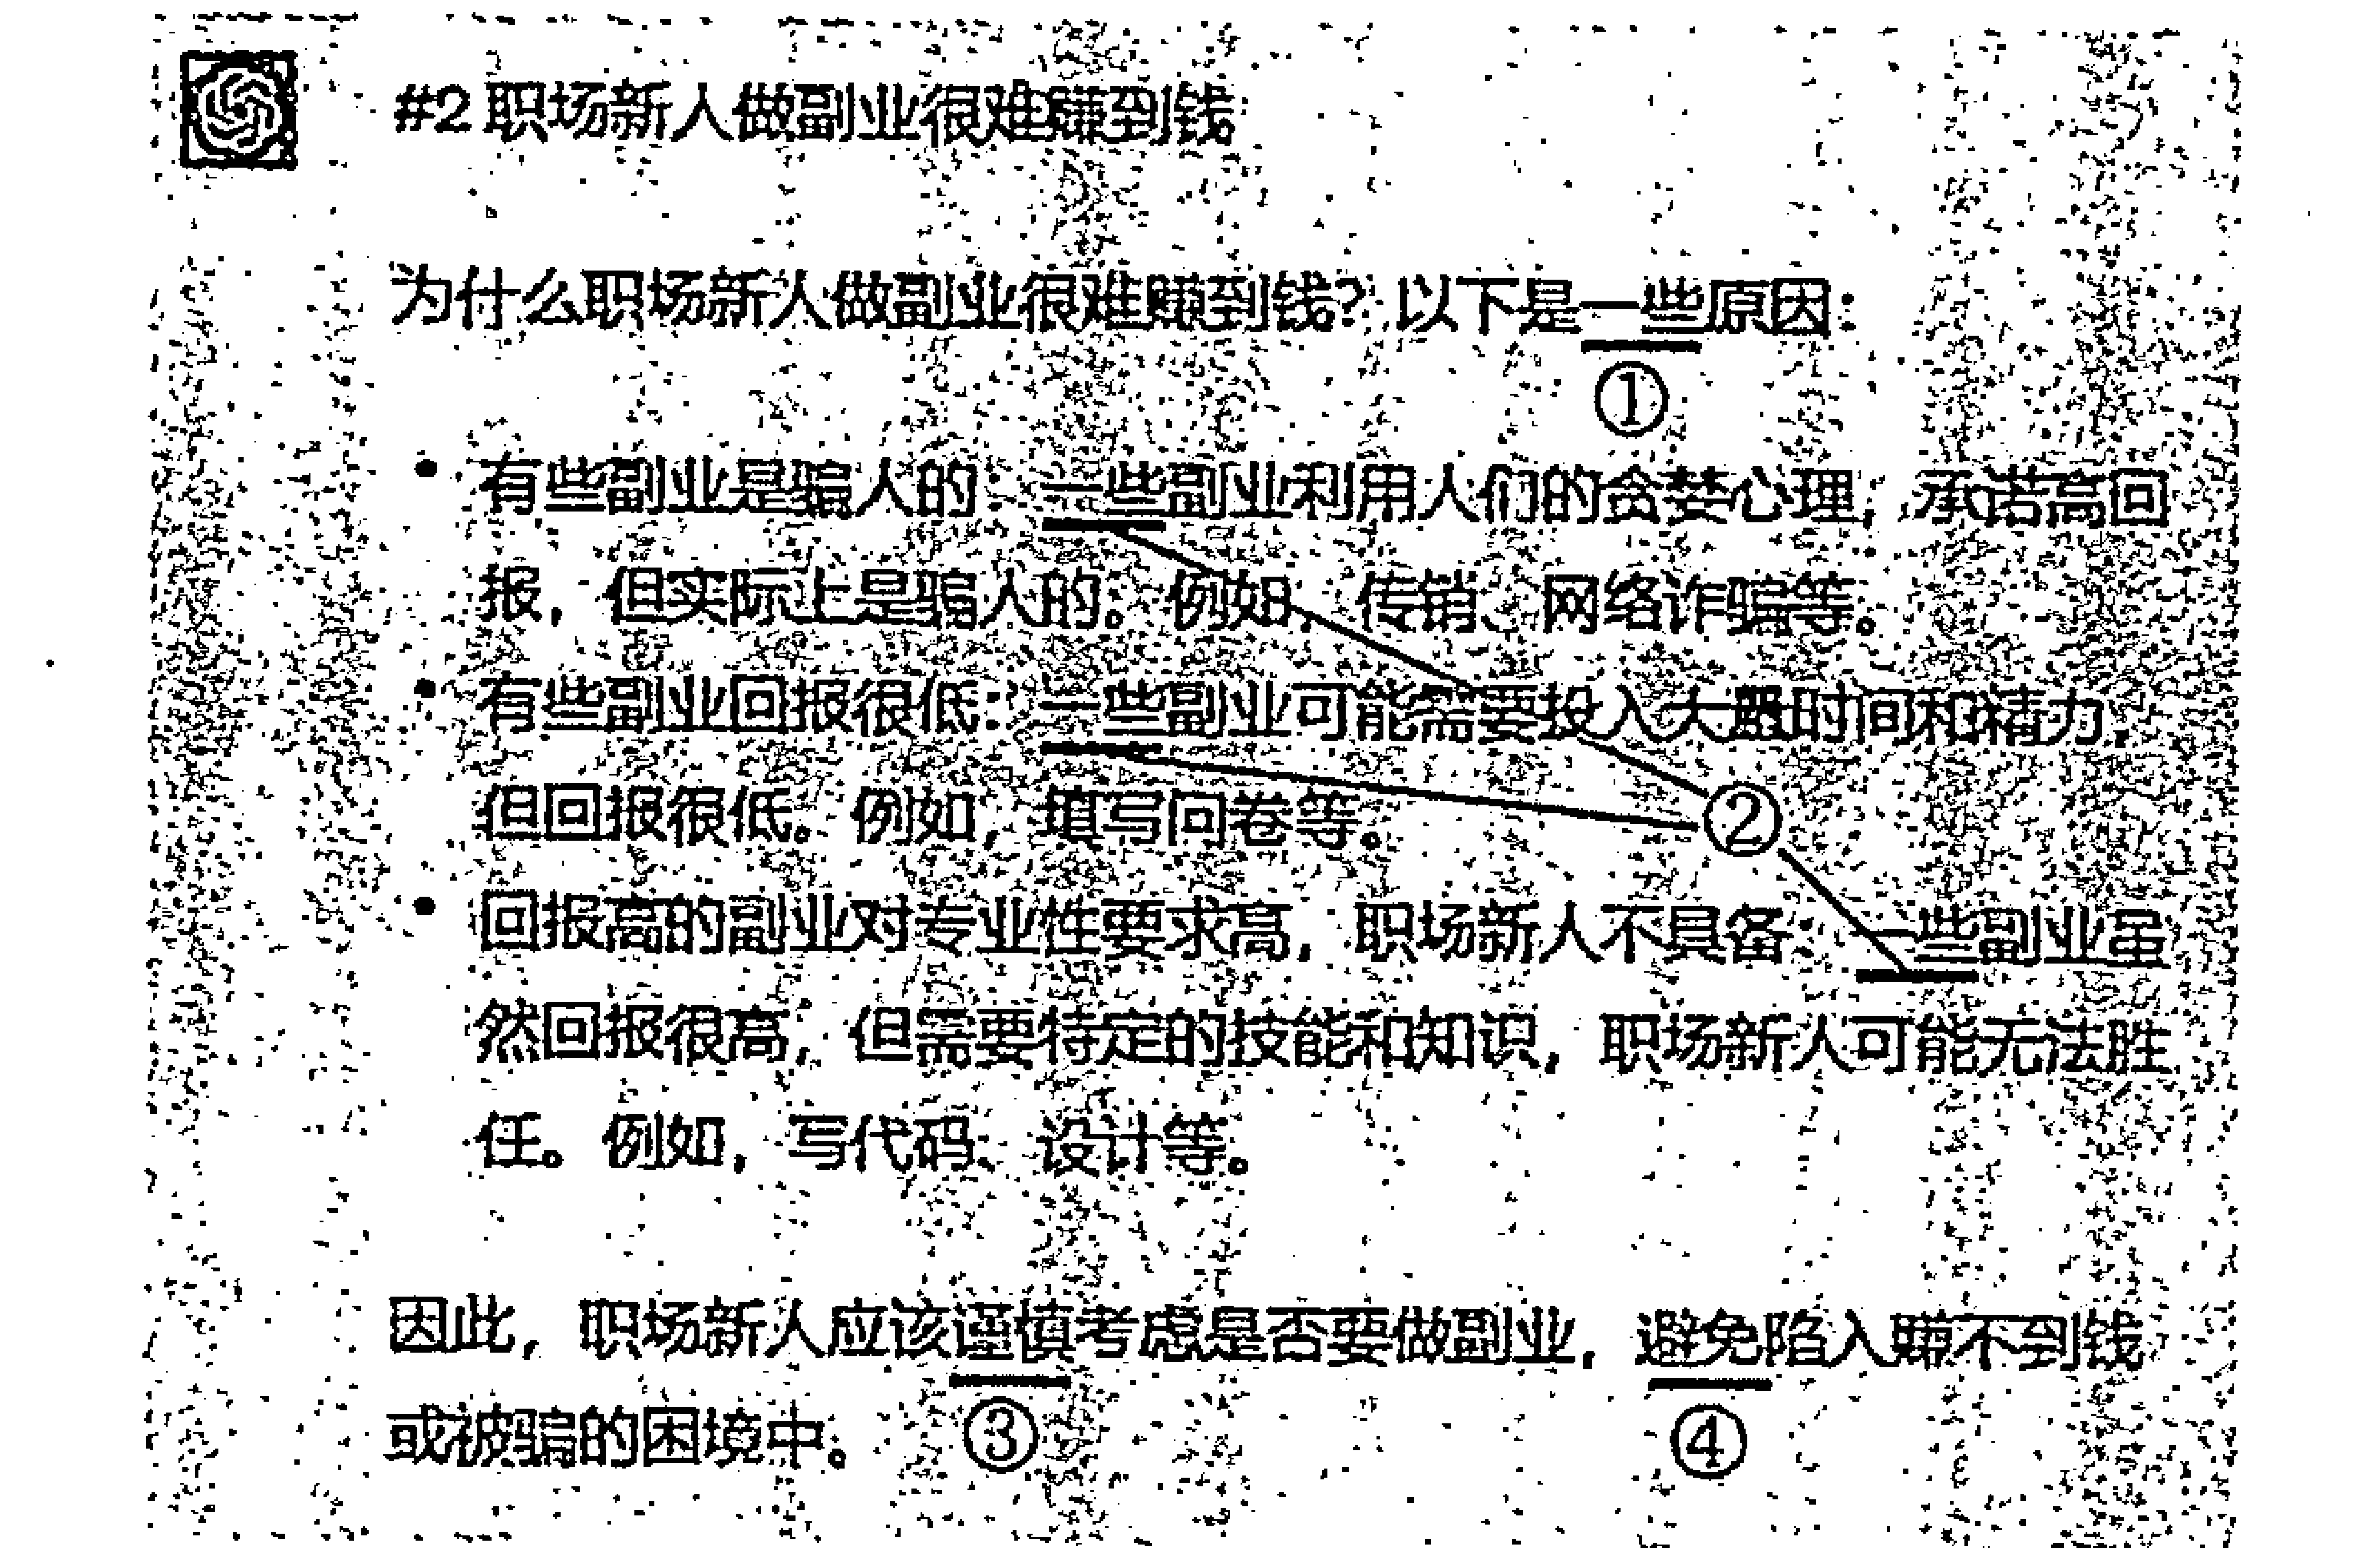 #2 职场新人做副业很难赚到钱
为什么职场新人做副业很难赚到钱？以下是一些原因：
①
• 有些副业是骗人的：一些副业利用人们的贪婪心理，承诺高回
报，但实际上是骗人的。例如，传销、网络诈骗等。
• 有些副业回报很低：一些副业可能需要投入大量时间和精力，
但回报很低。例如，填写问卷等。
②
• 回报高的副业对专业性要求高，职场新人不具备：一些副业虽
然回报很高，但需要特定的技能和知识，职场新人可能无法胜
任。例如，写代码、设计等。
因此，职场新人应该谨慎考虑是否要做副业，避免陷入赚不到钱
或被骗的困境中。
③
④